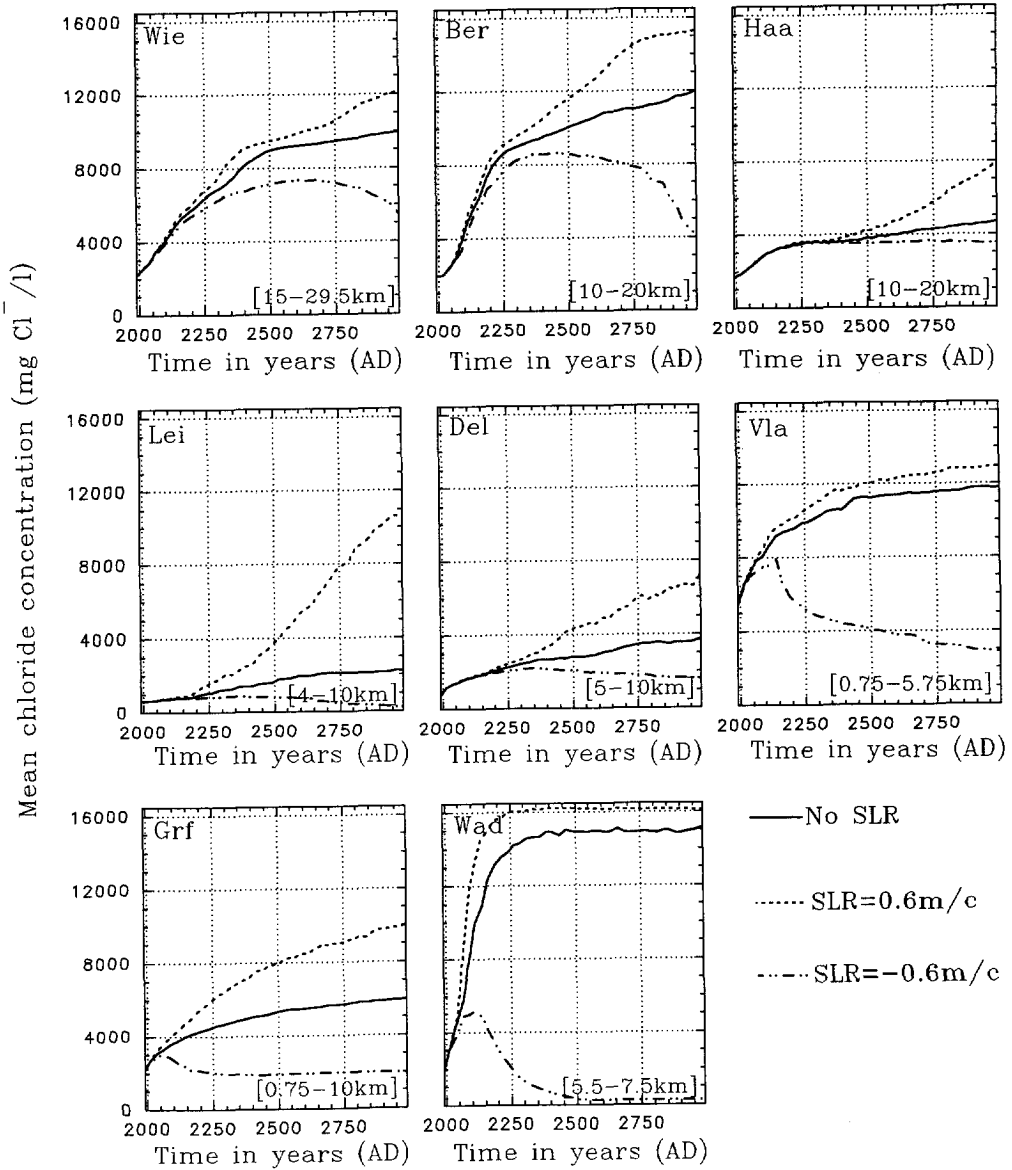 Mean chloride concentration (mg Cl⁻/l)
16000
12000
8000
4000
0
Wie
[15-29.5km]
2000 2250 2500 2750
Time in years (AD)
Ber
[10-20km]
2000 2250 2500 2750
Time in years (AD)
Haa
[10-20km]
2000 2250 2500 2750
Time in years (AD)
16000
12000
8000
4000
0
Lei
[4-10km]
2000 2250 2500 2750
Time in years (AD)
Del
[5-10km]
2000 2250 2500 2750
Time in years (AD)
Vla
[0.75-5.75km]
2000 2250 2500 2750
Time in years (AD)
16000
12000
8000
4000
0
Grf
[0.75-10km]
2000 2250 2500 2750
Time in years (AD)
Wad
[5.5-7.5km]
2000 2250 2500 2750
Time in years (AD)
No SLR
SLR=0.6m/c
SLR=-0.6m/c